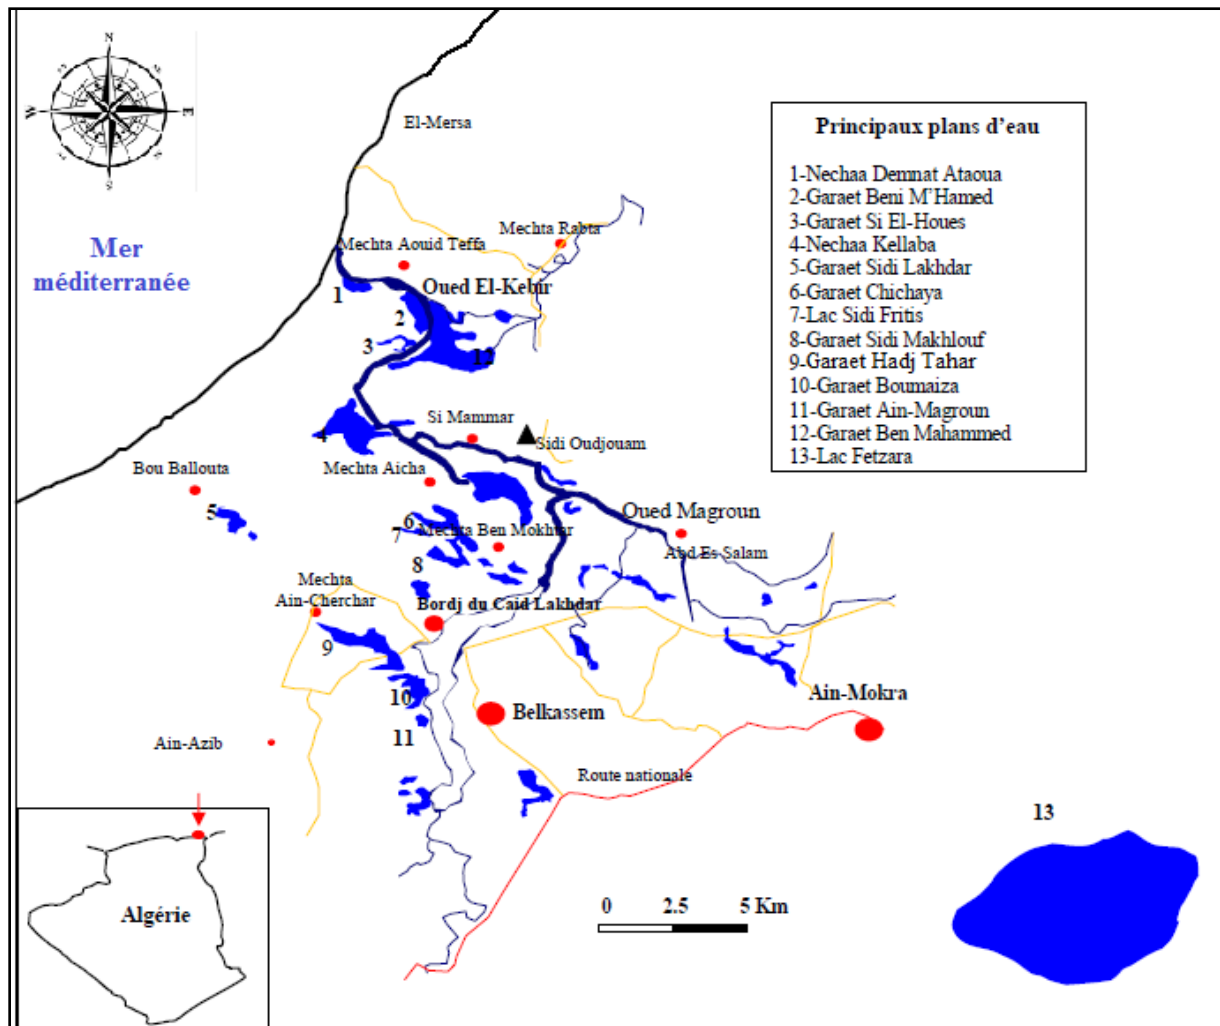 N
W
E
S
El-Mersa
Principaux plans d'eau
1-Nechaa Demnat Ataoua
2-Garaet Beni M'Hamed
3-Garaet Si El-Houes
4-Nechaa Kellaba
5-Garaet Sidi Lakhdar
6-Garaet Chichaya
7-Lac Sidi Fritis
8-Garaet Sidi Makhlouf
9-Garaet Hadj Tahar
10-Garaet Boumaiza
11-Garaet Ain-Magroun
12-Garaet Ben Mahammed
13-Lac Fetzara
Mer
méditerranée
Mechta Rabta
Mechta Aouid Teffa
Oued El-Kebir
1
2
3
12
4
Si Mammar
Sidi Oudjouam
Bou Ballouta
Mechta Aicha
5
6
7
Mechta Ben Mokhtar
8
Oued Magroun
Abd Es Salam
Mechta
Ain-Cherchar
Bordj du Caid Lakhdar
9
10
11
Belkassem
Ain-Mokra
Ain-Azib
Route nationale
13
Algérie
0 2.5 5 Km